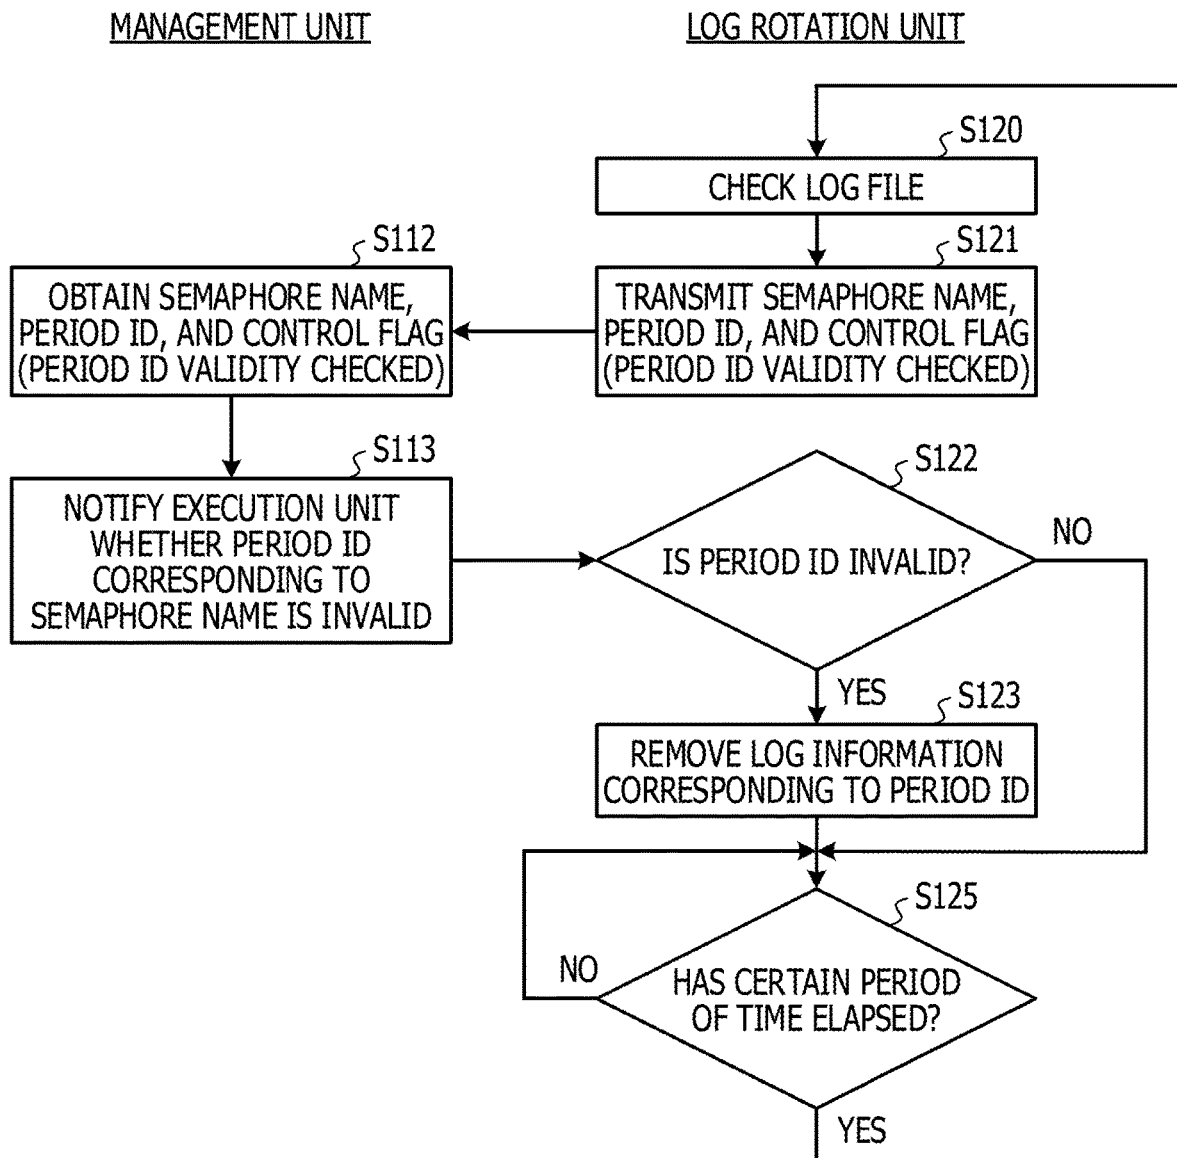 MANAGEMENT UNIT
LOG ROTATION UNIT
S120
CHECK LOG FILE
S112
OBTAIN SEMAPHORE NAME,
PERIOD ID, AND CONTROL FLAG
(PERIOD ID VALIDITY CHECKED)
S121
TRANSMIT SEMAPHORE NAME,
PERIOD ID, AND CONTROL FLAG
(PERIOD ID VALIDITY CHECKED)
S113
NOTIFY EXECUTION UNIT
WHETHER PERIOD ID
CORRESPONDING TO
SEMAPHORE NAME IS INVALID
S122
IS PERIOD ID INVALID?
NO
YES
S123
REMOVE LOG INFORMATION
CORRESPONDING TO PERIOD ID
S125
HAS CERTAIN PERIOD
OF TIME ELAPSED?
NO
YES